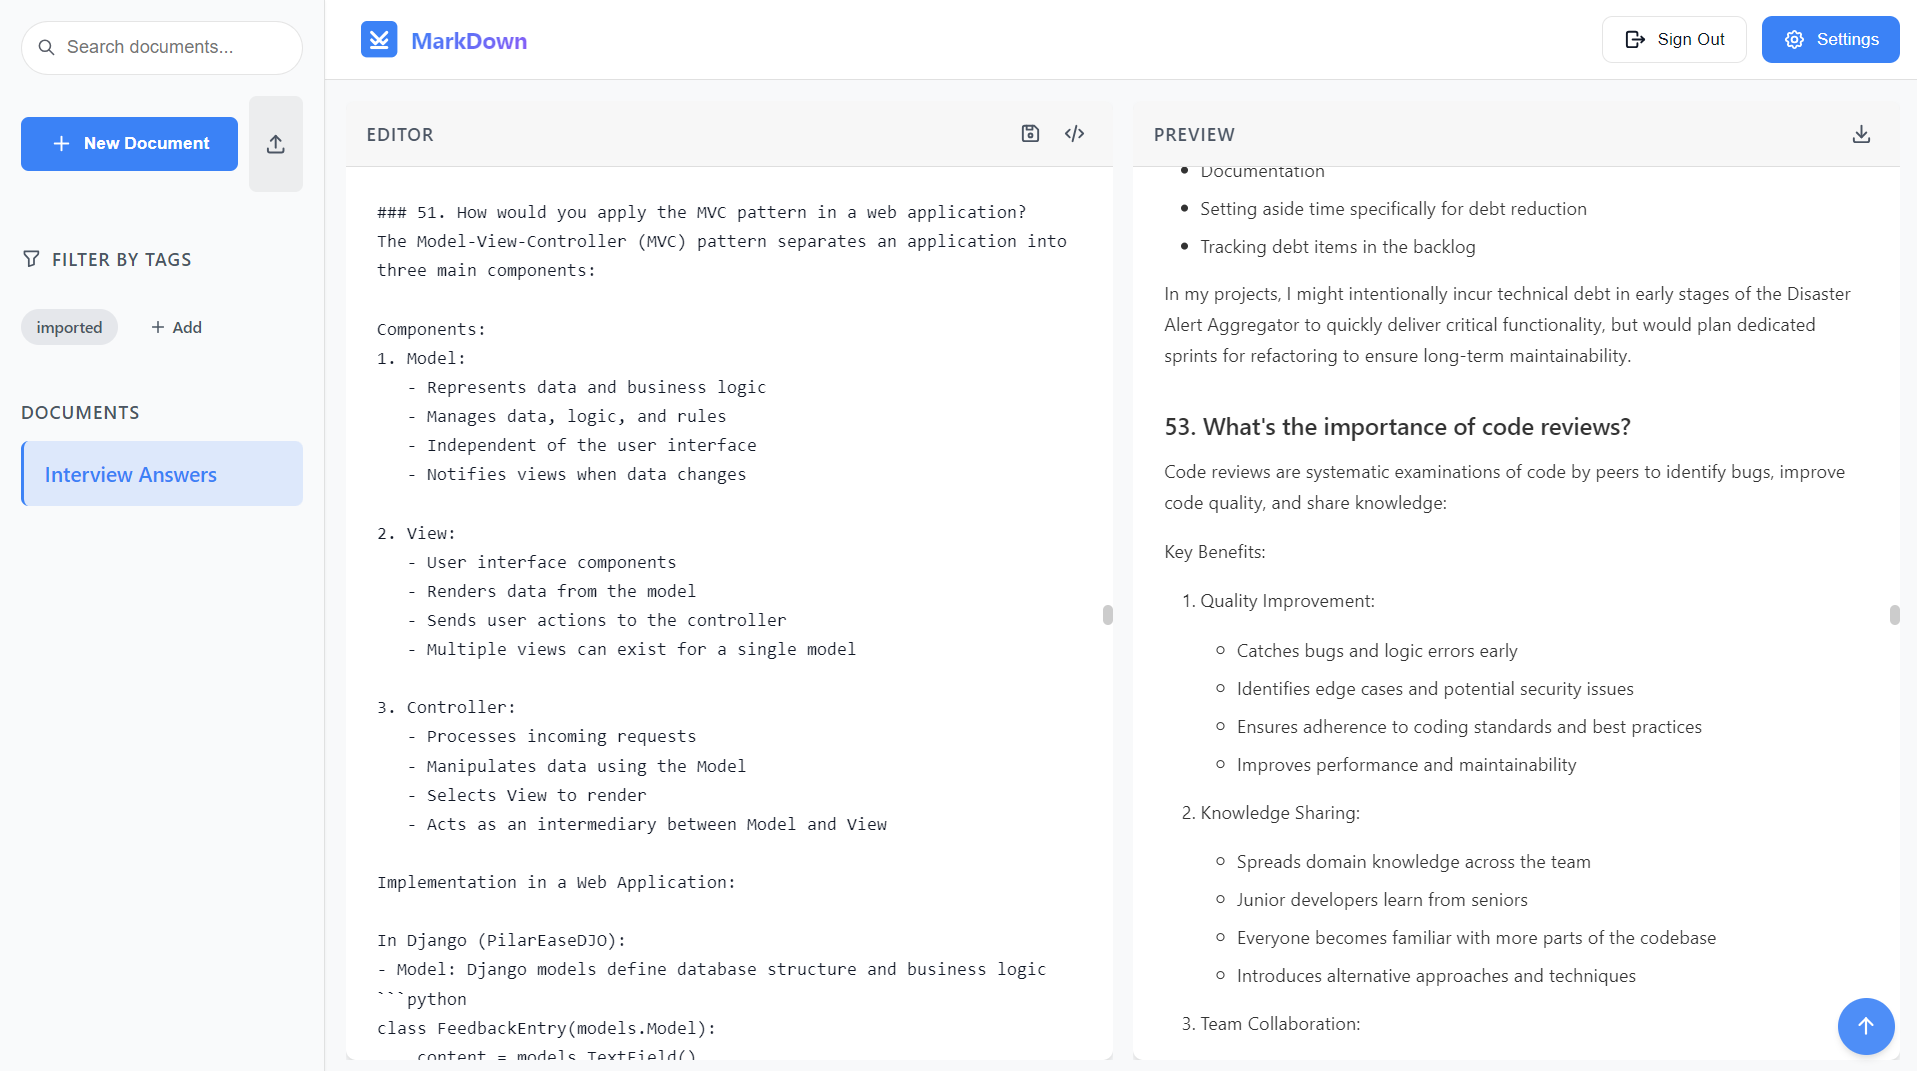 Search documents...
New Document
FILTER BY TAGS
imported
+ Add
DOCUMENTS
Interview Answers
MarkDown
Sign Out
Settings
EDITOR
### 51. How would you apply the MVC pattern in a web application?
The Model-View-Controller (MVC) pattern separates an application into
three main components:
Components:
1. Model:
- Represents data and business logic
- Manages data, logic, and rules
- Independent of the user interface
- Notifies views when data changes
2. View:
- User interface components
- Renders data from the model
- Sends user actions to the controller
- Multiple views can exist for a single model
3. Controller:
- Processes incoming requests
- Manipulates data using the Model
- Selects View to render
- Acts as an intermediary between Model and View
Implementation in a Web Application:
In Django (PilarEaseDJO):
- Model: Django models define database structure and business logic
```python
class FeedbackEntry(models.Model):
content = models.TextField()
PREVIEW
• Documentation
• Setting aside time specifically for debt reduction
• Tracking debt items in the backlog
In my projects, I might intentionally incur technical debt in early stages of the Disaster
Alert Aggregator to quickly deliver critical functionality, but would plan dedicated
sprints for refactoring to ensure long-term maintainability.
53. What's the importance of code reviews?
Code reviews are systematic examinations of code by peers to identify bugs, improve
code quality, and share knowledge:
Key Benefits:
1. Quality Improvement:
◦ Catches bugs and logic errors early
◦ Identifies edge cases and potential security issues
◦ Ensures adherence to coding standards and best practices
◦ Improves performance and maintainability
2. Knowledge Sharing:
◦ Spreads domain knowledge across the team
◦ Junior developers learn from seniors
◦ Everyone becomes familiar with more parts of the codebase
◦ Introduces alternative approaches and techniques
3. Team Collaboration: